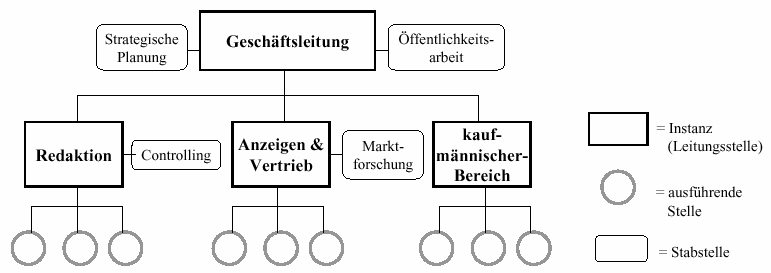 Strategische
Planung
Geschäftsleitung
Öffentlichkeits-
arbeit
Redaktion
Controlling
Anzeigen &
Vertrieb
Markt-
forschung
kauf-
männischer-
Bereich
= Instanz
(Leitungsstelle)
= ausführende
Stelle
= Stabstelle